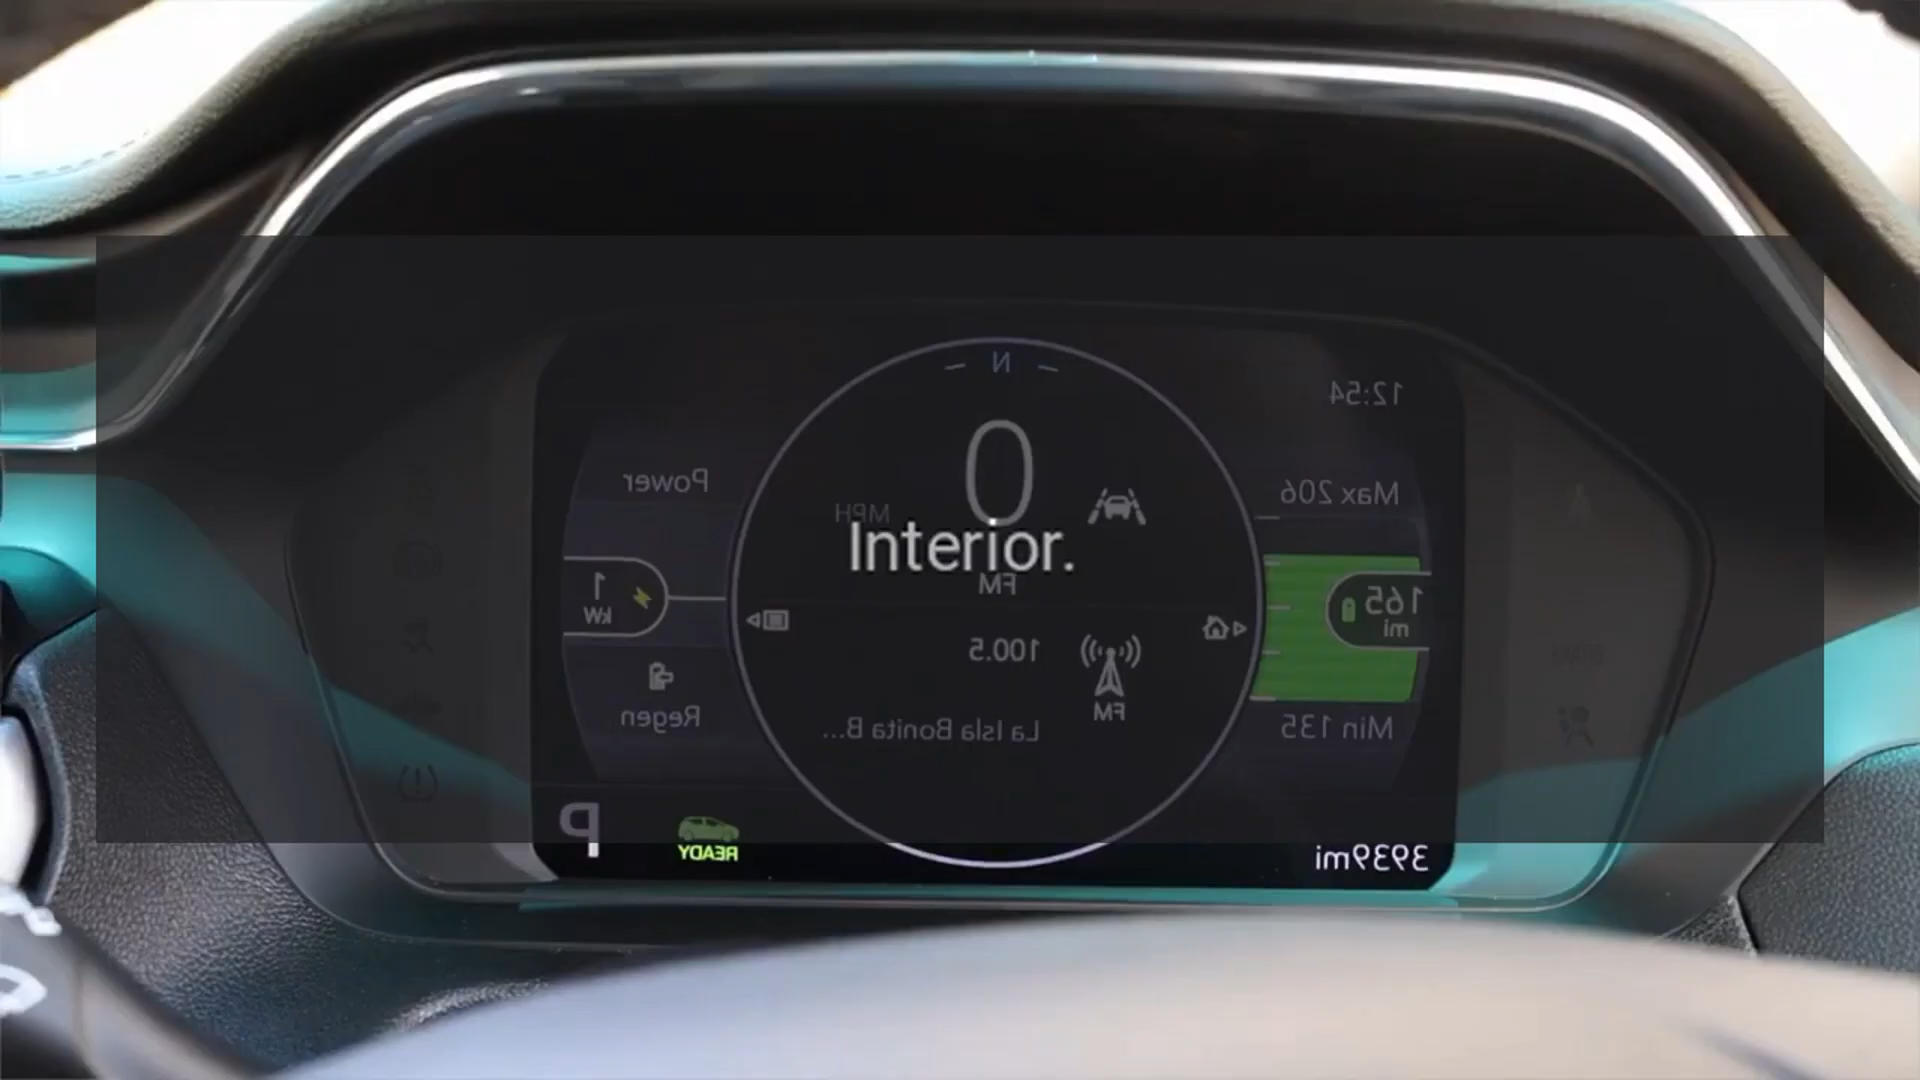 N
12:54
0
Power
Max 206
MPH
Interior.
FM
1
kW
165
mi
100.5
FM
Regen
La Isla Bonita B...
Min 135
P
READY
3939mi